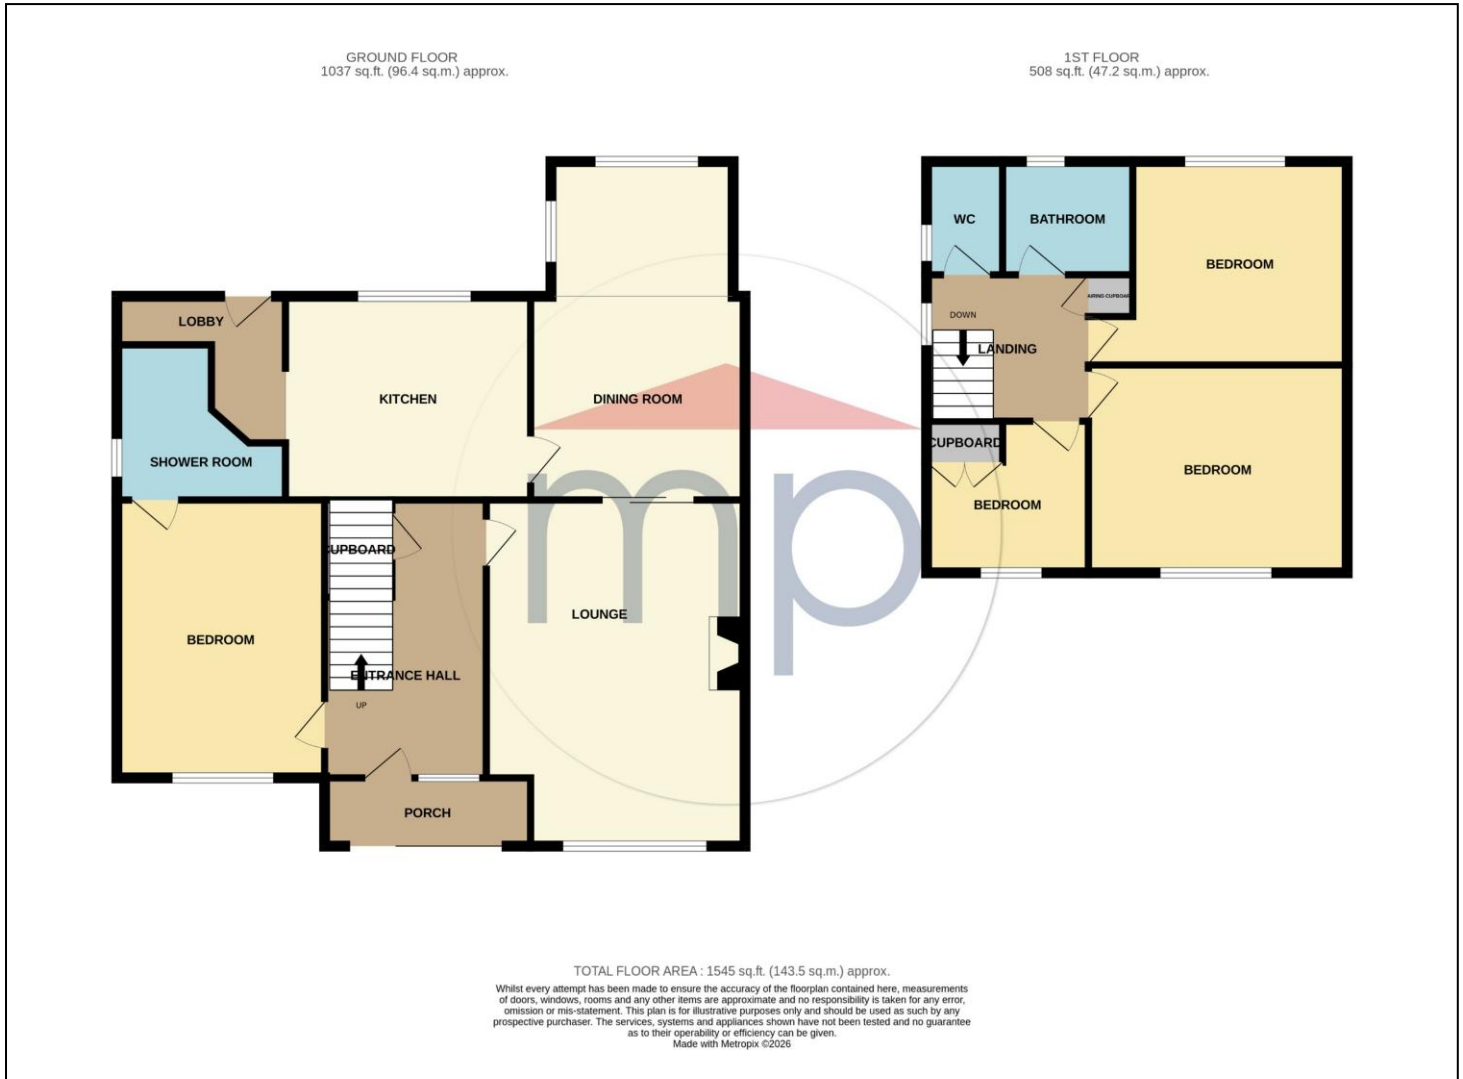 GROUND FLOOR
1037 sq.ft. (96.4 sq.m.) approx.
1ST FLOOR
508 sq.ft. (47.2 sq.m.) approx.
LOBBY
KITCHEN
DINING ROOM
SHOWER ROOM
CUPBOARD
BEDROOM
LOUNGE
ENTRANCE HALL
UP
PORCH
WC
BATHROOM
BEDROOM
AIRING CUPBOARD
DOWN
LANDING
CUPBOARD
BEDROOM
BEDROOM
mp
TOTAL FLOOR AREA : 1545 sq.ft. (143.5 sq.m.) approx.
Whilst every attempt has been made to ensure the accuracy of the floorplan contained here, measurements
of doors, windows, rooms and any other items are approximate and no responsibility is taken for any error,
omission or mis-statement. This plan is for illustrative purposes only and should be used as such by any
prospective purchaser. The services, systems and appliances shown have not been tested and no guarantee
as to their operability or efficiency can be given.
Made with Metropix ©2026